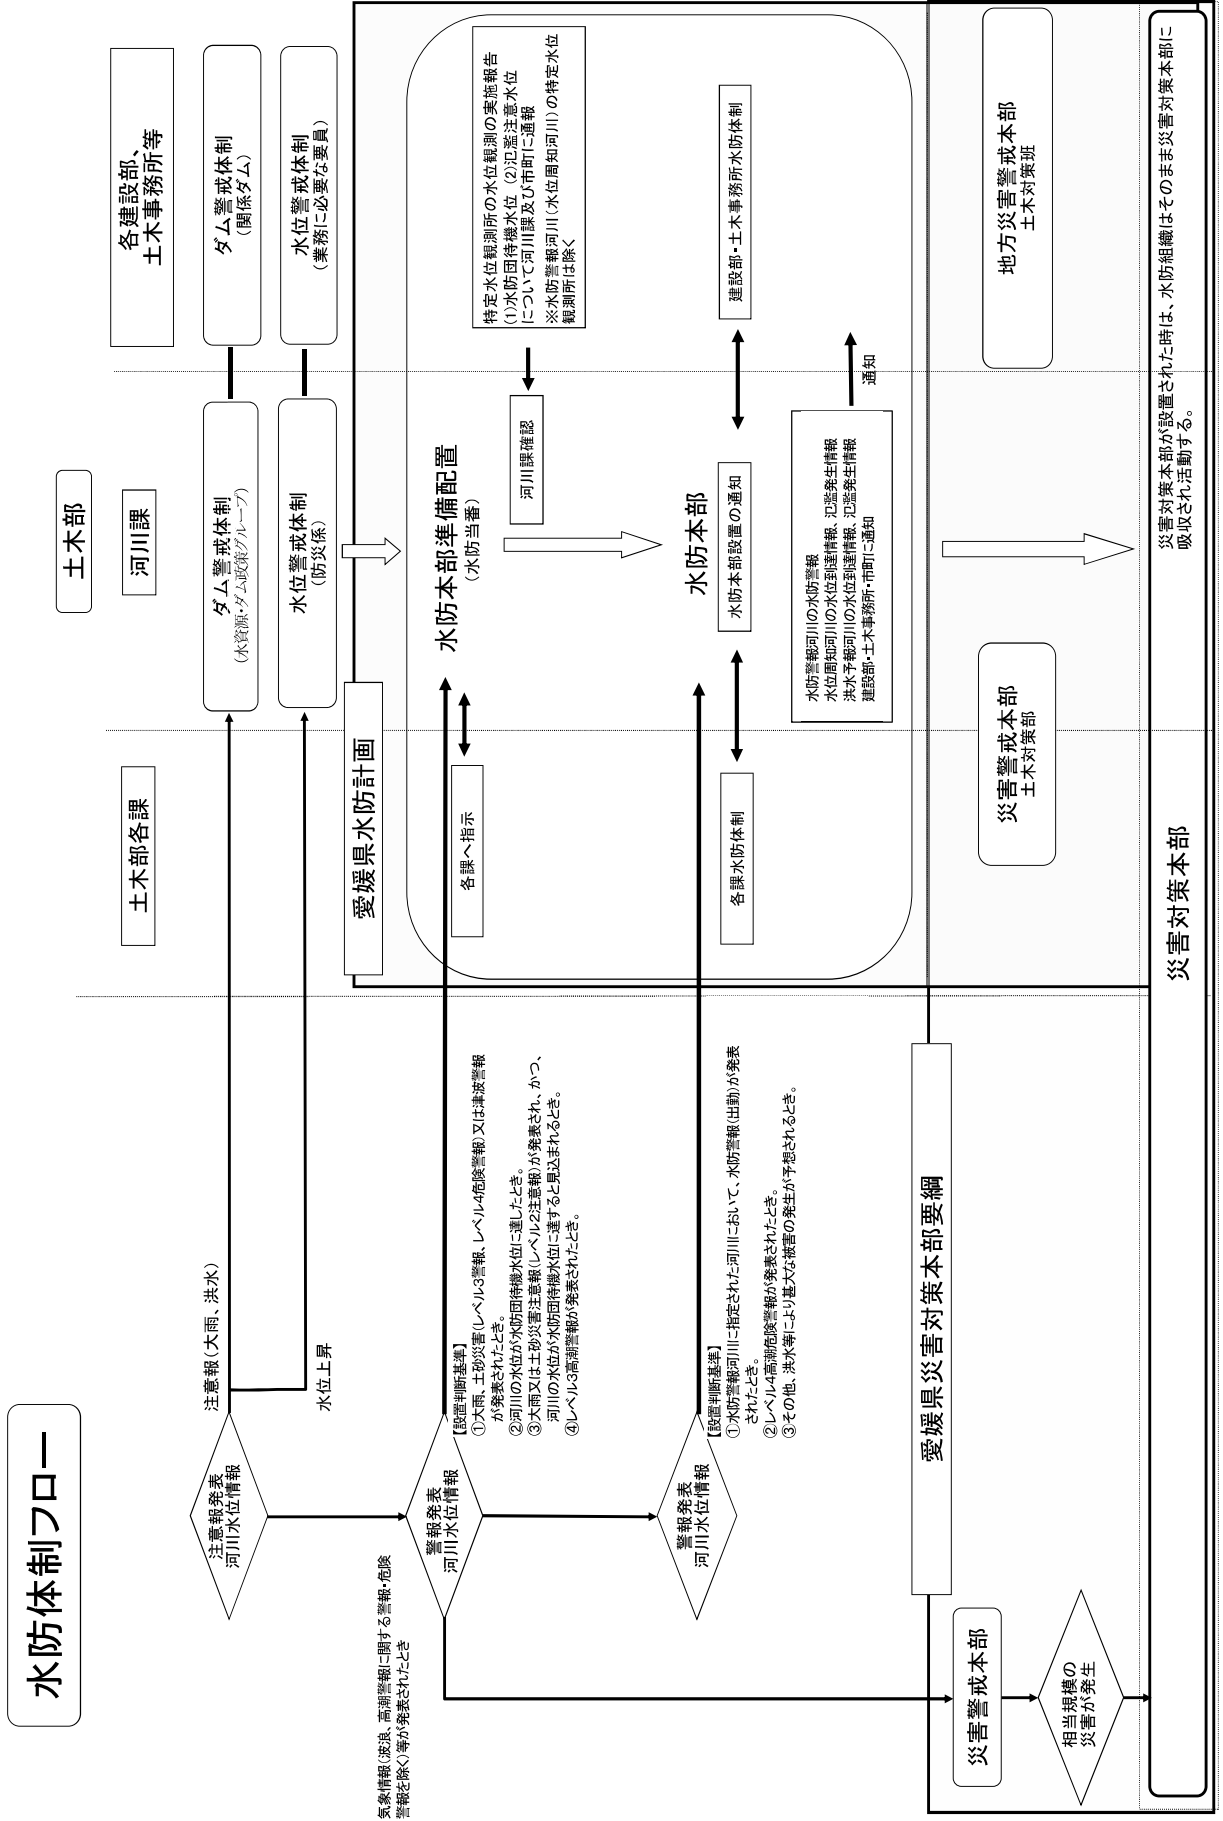 水防体制フロー
土木部
土木部各課
河川課
各建設部、
土木事務所等
注意報発表
河川水位情報
注意報(大雨、洪水)
水位上昇
ダム警戒体制
(水資源・ダム政策グループ)
ダム警戒体制
(関係ダム)
水位警戒体制
(防災係)
水位警戒体制
(業務に必要な要員)
愛媛県水防計画
気象情報(波浪、高潮警報に関する警報・危険
警報を除く)等が発表されたとき
警報発表
河川水位情報
【設置判断基準】
①大雨、土砂災害(レベル3警報、レベル4危険警報)又は津波警報
が発表されたとき。
②河川の水位が水防団待機水位に達したとき。
③大雨又は土砂災害注意報(レベル2注意報)が発表され、かつ、
河川の水位が水防団待機水位に達すると見込まれるとき。
④レベル3高潮警報が発表されたとき。
水防本部準備配置
(水防当番)
各課へ指示
河川課確認
特定水位観測所の水位観測の実施報告
(1)水防団待機水位 (2)氾濫注意水位
について河川課及び市町に通報
※水防警報河川(水位周知河川)の特定水位
観測所は除く
警報発表
河川水位情報
【設置判断基準】
①水防警報河川に指定された河川において、水防警報(出動)が発表
されたとき。
②レベル4高潮危険警報が発表されたとき。
③その他、洪水等により甚大な被害の発生が予想されるとき。
水防本部
各課水防体制
水防本部設置の通知
建設部・土木事務所水防体制
水防警報河川の水防警報
水位周知河川の水位到達情報、氾濫発生情報
洪水予報河川の水位到達情報、氾濫発生情報
建設部・土木事務所・市町に通知
通知
愛媛県災害対策本部要綱
災害警戒本部
災害警戒本部
土木対策部
地方災害警戒本部
土木対策班
相当規模の
災害が発生
災害対策本部
災害対策本部が設置された時は、水防組織はそのまま災害対策本部に
吸収され活動する。